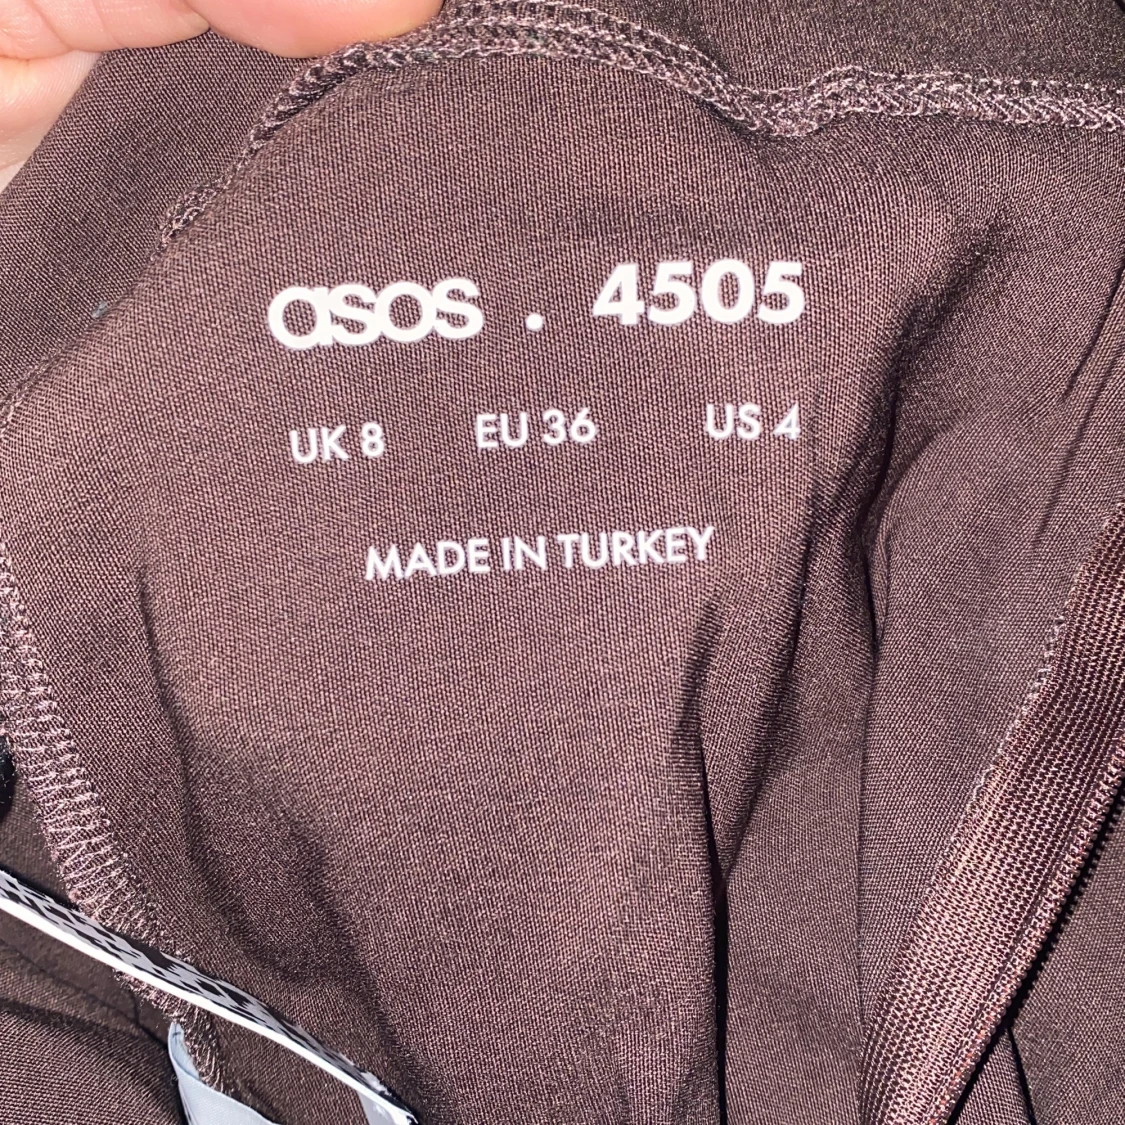 asos . 4505
UK 8 EU 36 US 4
MADE IN TURKEY